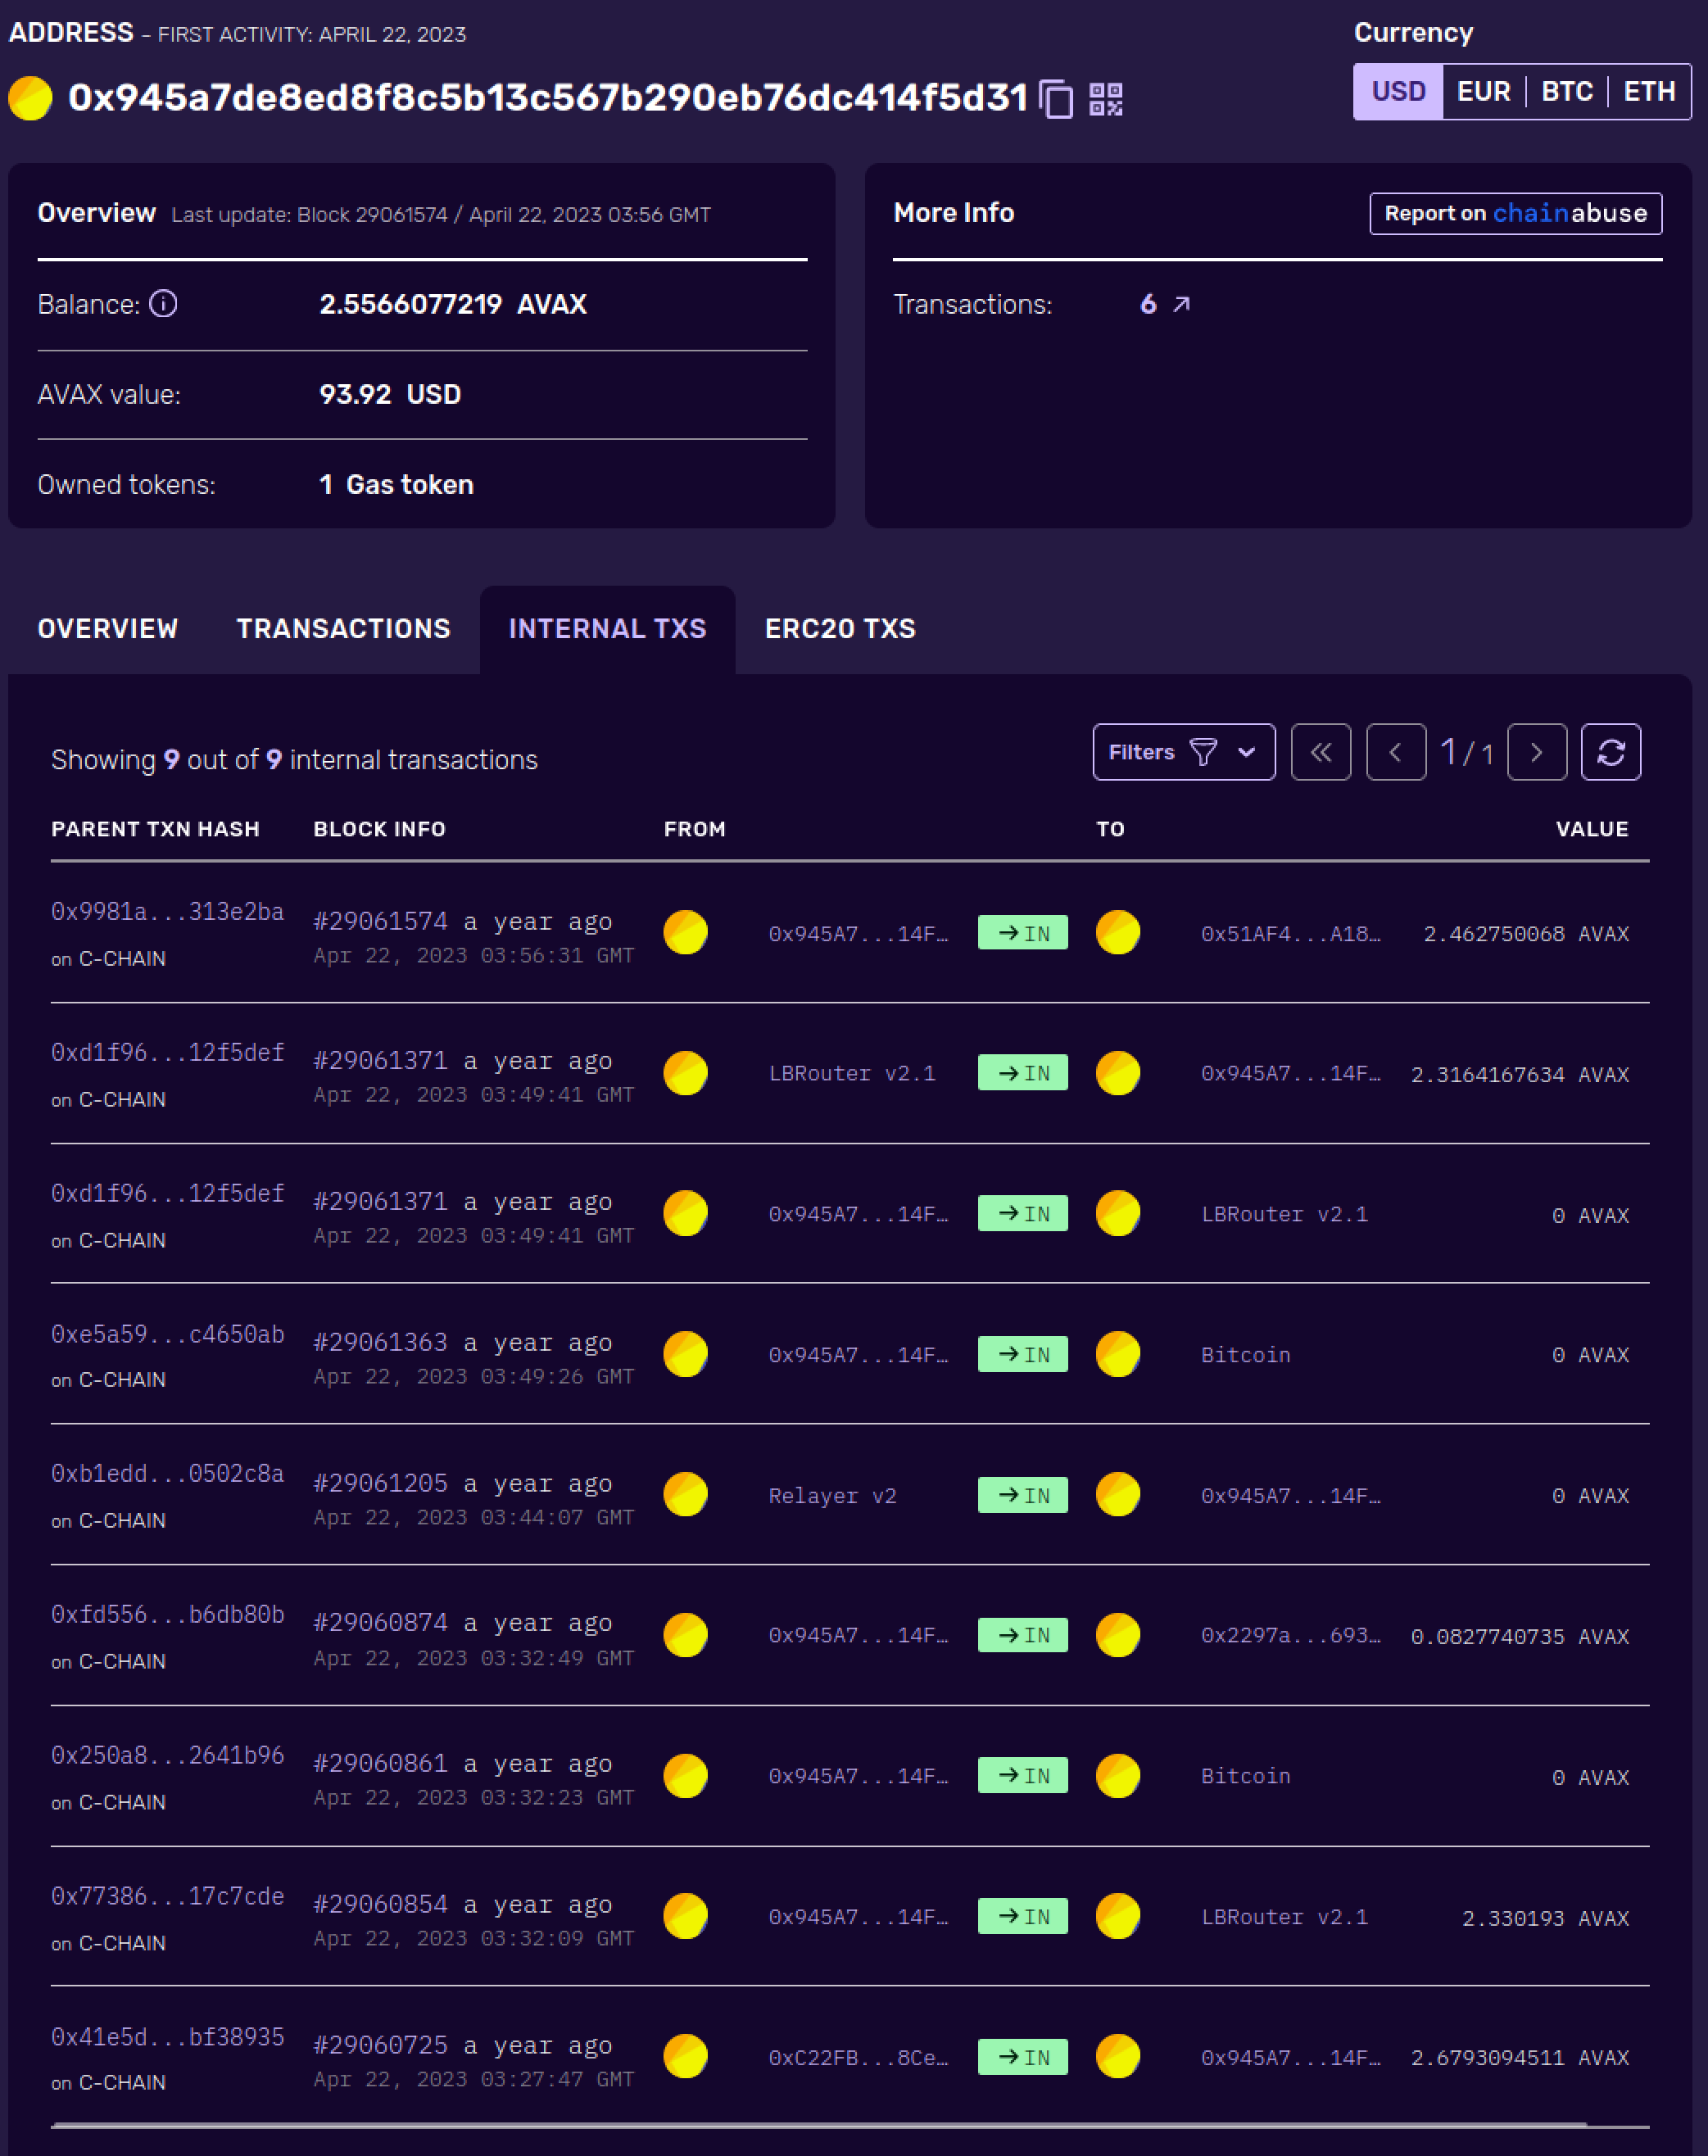 ADDRESS – FIRST ACTIVITY: APRIL 22, 2023
Currency
0x945a7de8ed8f8c5b13c567b290eb76dc414f5d31
USD EUR BTC ETH
Overview Last update: Block 29061574 / April 22, 2023 03:56 GMT
Balance: 2.5566077219 AVAX
AVAX value: 93.92 USD
Owned tokens: 1 Gas token
More Info Report on chainabuse
Transactions: 6
OVERVIEW TRANSACTIONS INTERNAL TXS ERC20 TXS
Showing 9 out of 9 internal transactions
Filters 1/1
PARENT TXN HASH BLOCK INFO FROM TO VALUE
0x9981a...313e2ba #29061574 a year ago
0x945A7...14F… IN 0x51AF4...A18… 2.462750068 AVAX
on C-CHAIN Apr 22, 2023 03:56:31 GMT
0xd1f96...12f5def #29061371 a year ago
LBRouter v2.1 IN 0x945A7...14F… 2.3164167634 AVAX
on C-CHAIN Apr 22, 2023 03:49:41 GMT
0xd1f96...12f5def #29061371 a year ago
0x945A7...14F… IN LBRouter v2.1 0 AVAX
on C-CHAIN Apr 22, 2023 03:49:41 GMT
0xe5a59...c4650ab #29061363 a year ago
0x945A7...14F… IN Bitcoin 0 AVAX
on C-CHAIN Apr 22, 2023 03:49:26 GMT
0xb1edd...0502c8a #29061205 a year ago
Relayer v2 IN 0x945A7...14F… 0 AVAX
on C-CHAIN Apr 22, 2023 03:44:07 GMT
0xfd556...b6db80b #29060874 a year ago
0x945A7...14F… IN 0x2297a...693… 0.0827740735 AVAX
on C-CHAIN Apr 22, 2023 03:32:49 GMT
0x250a8...2641b96 #29060861 a year ago
0x945A7...14F… IN Bitcoin 0 AVAX
on C-CHAIN Apr 22, 2023 03:32:23 GMT
0x77386...17c7cde #29060854 a year ago
0x945A7...14F… IN LBRouter v2.1 2.330193 AVAX
on C-CHAIN Apr 22, 2023 03:32:09 GMT
0x41e5d...bf38935 #29060725 a year ago
0xC22FB...8Ce… IN 0x945A7...14F… 2.6793094511 AVAX
on C-CHAIN Apr 22, 2023 03:27:47 GMT